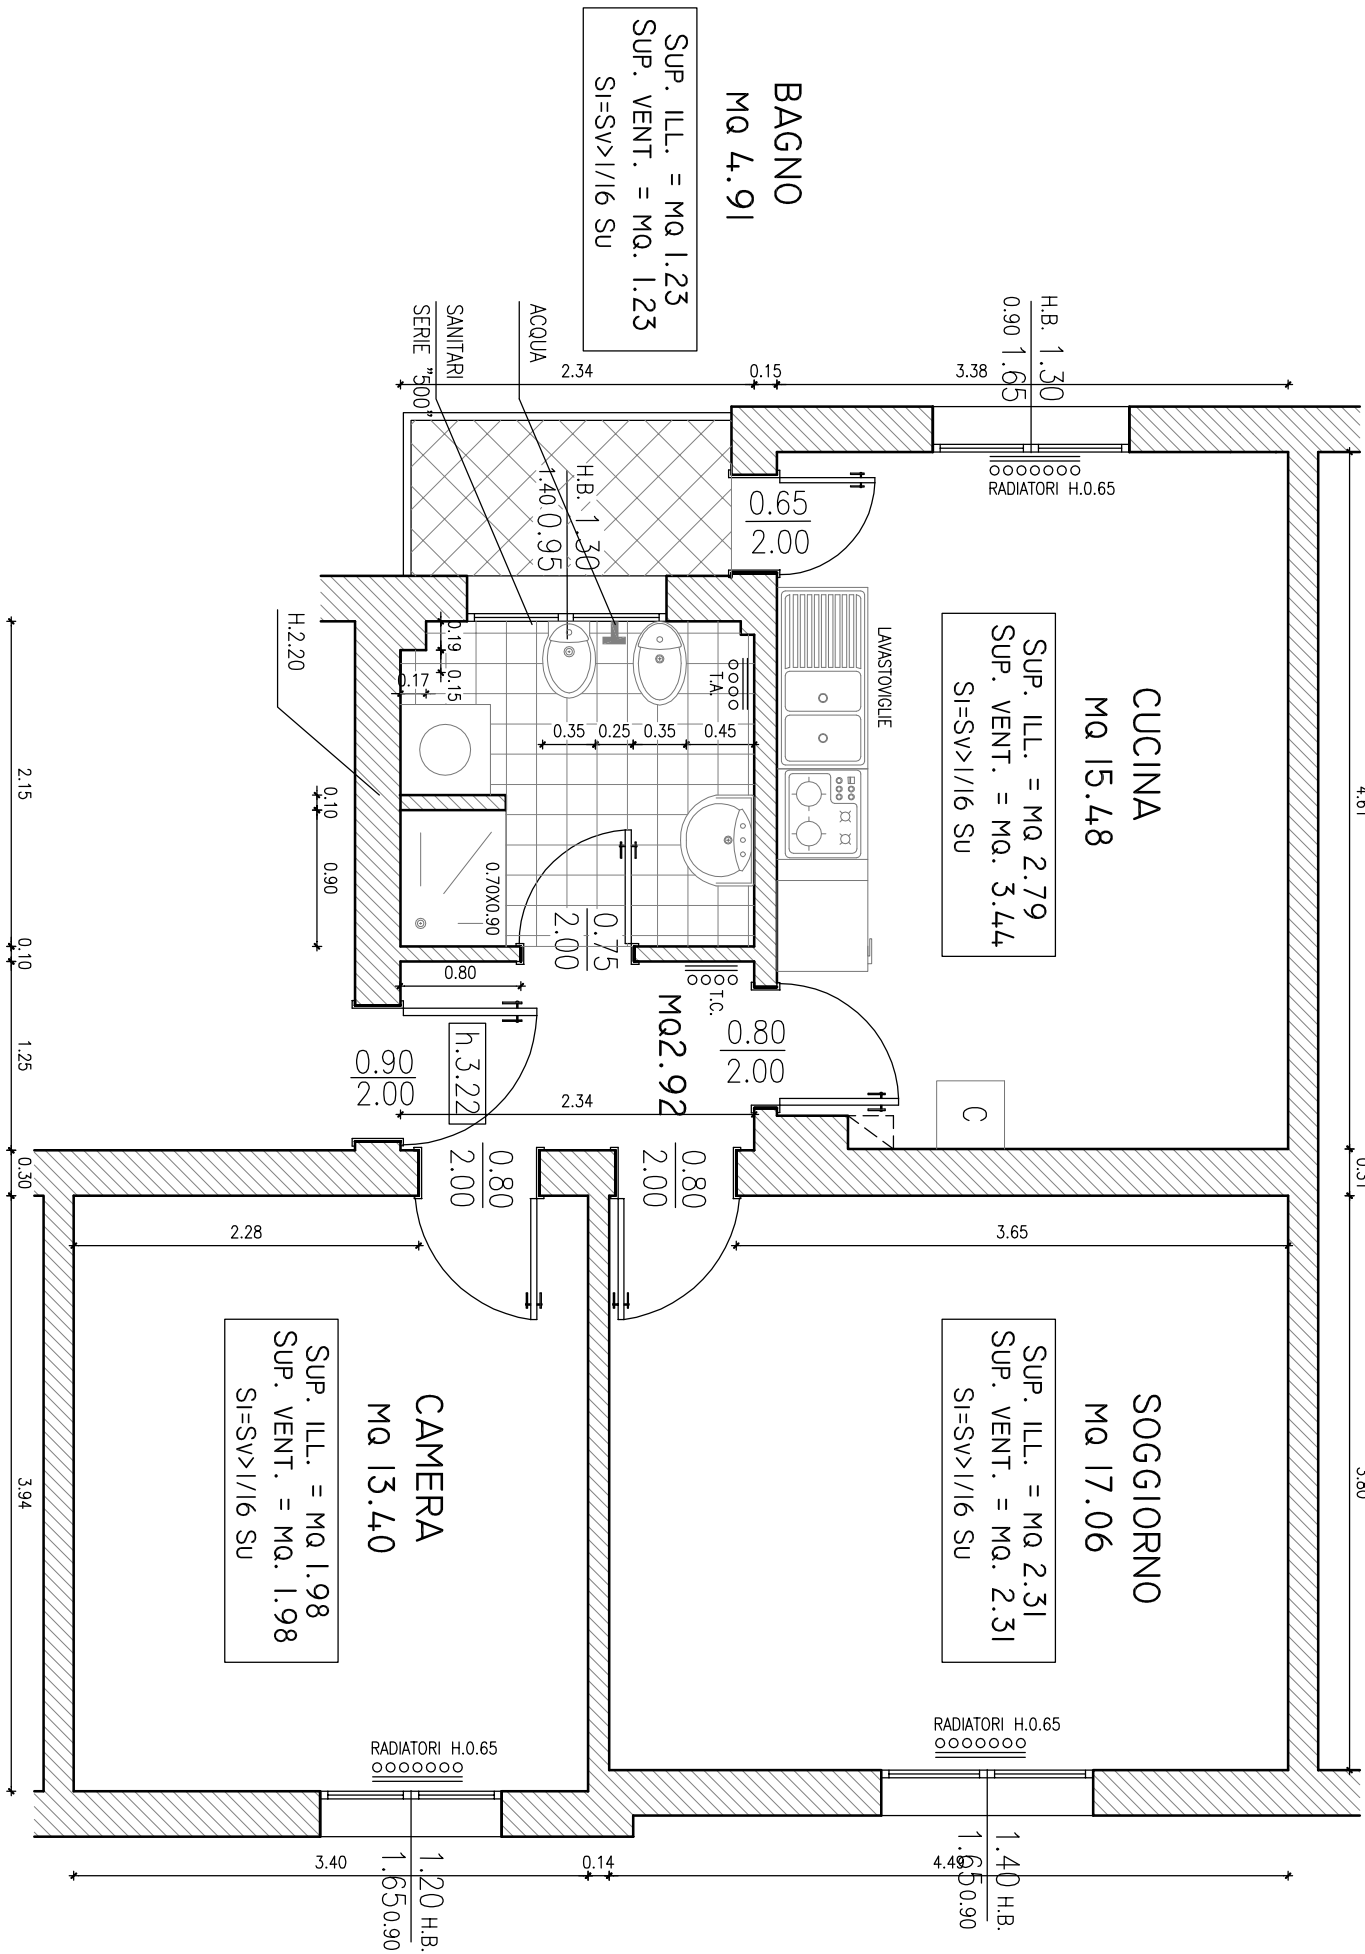 BAGNO
MQ 4.91
SUP. ILL. = MQ 1.23
SUP. VENT. = MQ. 1.23
SI=SV>1/16 SU
CUCINA
MQ 15.48
SUP. ILL. = MQ 2.79
SUP. VENT. = MQ. 3.44
SI=SV>1/16 SU
SOGGIORNO
MQ 17.06
SUP. ILL. = MQ 2.31
SUP. VENT. = MQ. 2.31
SI=SV>1/16 SU
CAMERA
MQ 13.40
SUP. ILL. = MQ 1.98
SUP. VENT. = MQ. 1.98
SI=SV>1/16 SU
H.B. 1.30
0.90 1.65
2.34
0.15
3.38
ACQUA
SANITARI
SERIE "500"
H.B. 1.30
1.40 0.95
RADIATORI H.0.65
0.65
2.00
LAVASTOVIGLIE
H.2.20
0.19
0.15
0.17
T.A.
0.35
0.25
0.35
0.45
0.10
0.90
0.70X0.90
0.75
2.00
0.80
T.C.
MQ2.92
0.80
2.00
h.3.22
0.90
2.00
2.34
C
0.80
2.00
0.80
2.00
2.28
3.65
2.15
0.10
1.25
0.30
3.94
4.61
0.31
3.80
RADIATORI H.0.65
RADIATORI H.0.65
3.40
0.14
4.49
1.20 H.B.
1.65 0.90
1.40 H.B.
1.65 0.90